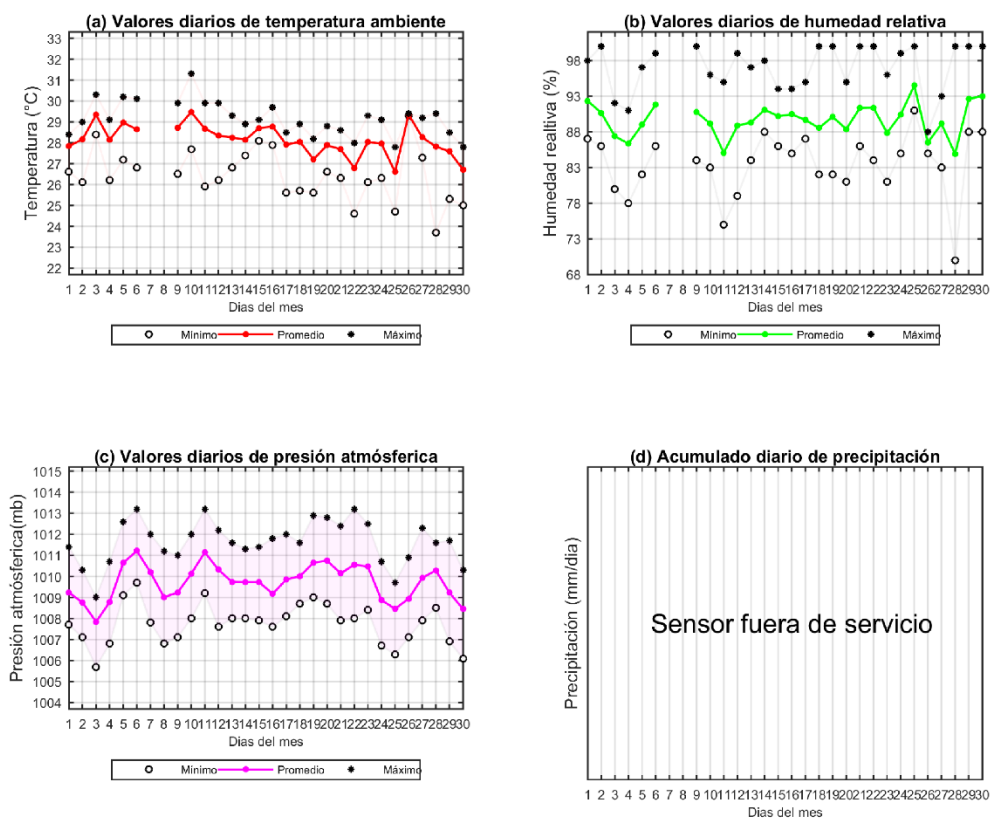 (a) Valores diarios de temperatura ambiente
Temperatura (°C)
33
32
31
30
29
28
27
26
25
24
23
22
1 2 3 4 5 6 7 8 9 10 11 12 13 14 15 16 17 18 19 20 21 22 23 24 25 26 27 28 29 30
Dias del mes
Mínimo Promedio Máximo
(b) Valores diarios de humedad relativa
Humedad realtiva (%)
98
93
88
83
78
73
68
1 2 3 4 5 6 7 8 9 10 11 12 13 14 15 16 17 18 19 20 21 22 23 24 25 26 27 28 29 30
Dias del mes
Mínimo Promedio Máximo
(c) Valores diarios de presión atmósferica
Presión atmósferica(mb)
1015
1014
1013
1012
1011
1010
1009
1008
1007
1006
1005
1004
1 2 3 4 5 6 7 8 9 10 11 12 13 14 15 16 17 18 19 20 21 22 23 24 25 26 27 28 29 30
Dias del mes
Mínimo Promedio Máximo
(d) Acumulado diario de precipitación
Precipitación (mm/dia)
Sensor fuera de servicio
1 2 3 4 5 6 7 8 9 10 11 12 13 14 15 16 17 18 19 20 21 22 23 24 25 26 27 28 29 30
Dias del mes